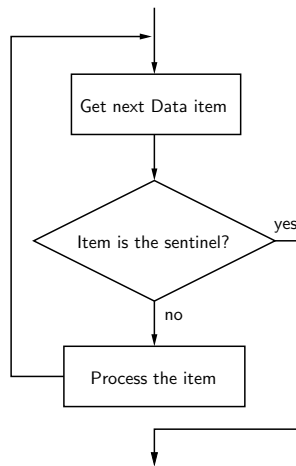 Get next Data item
Item is the sentinel?
yes
no
Process the item